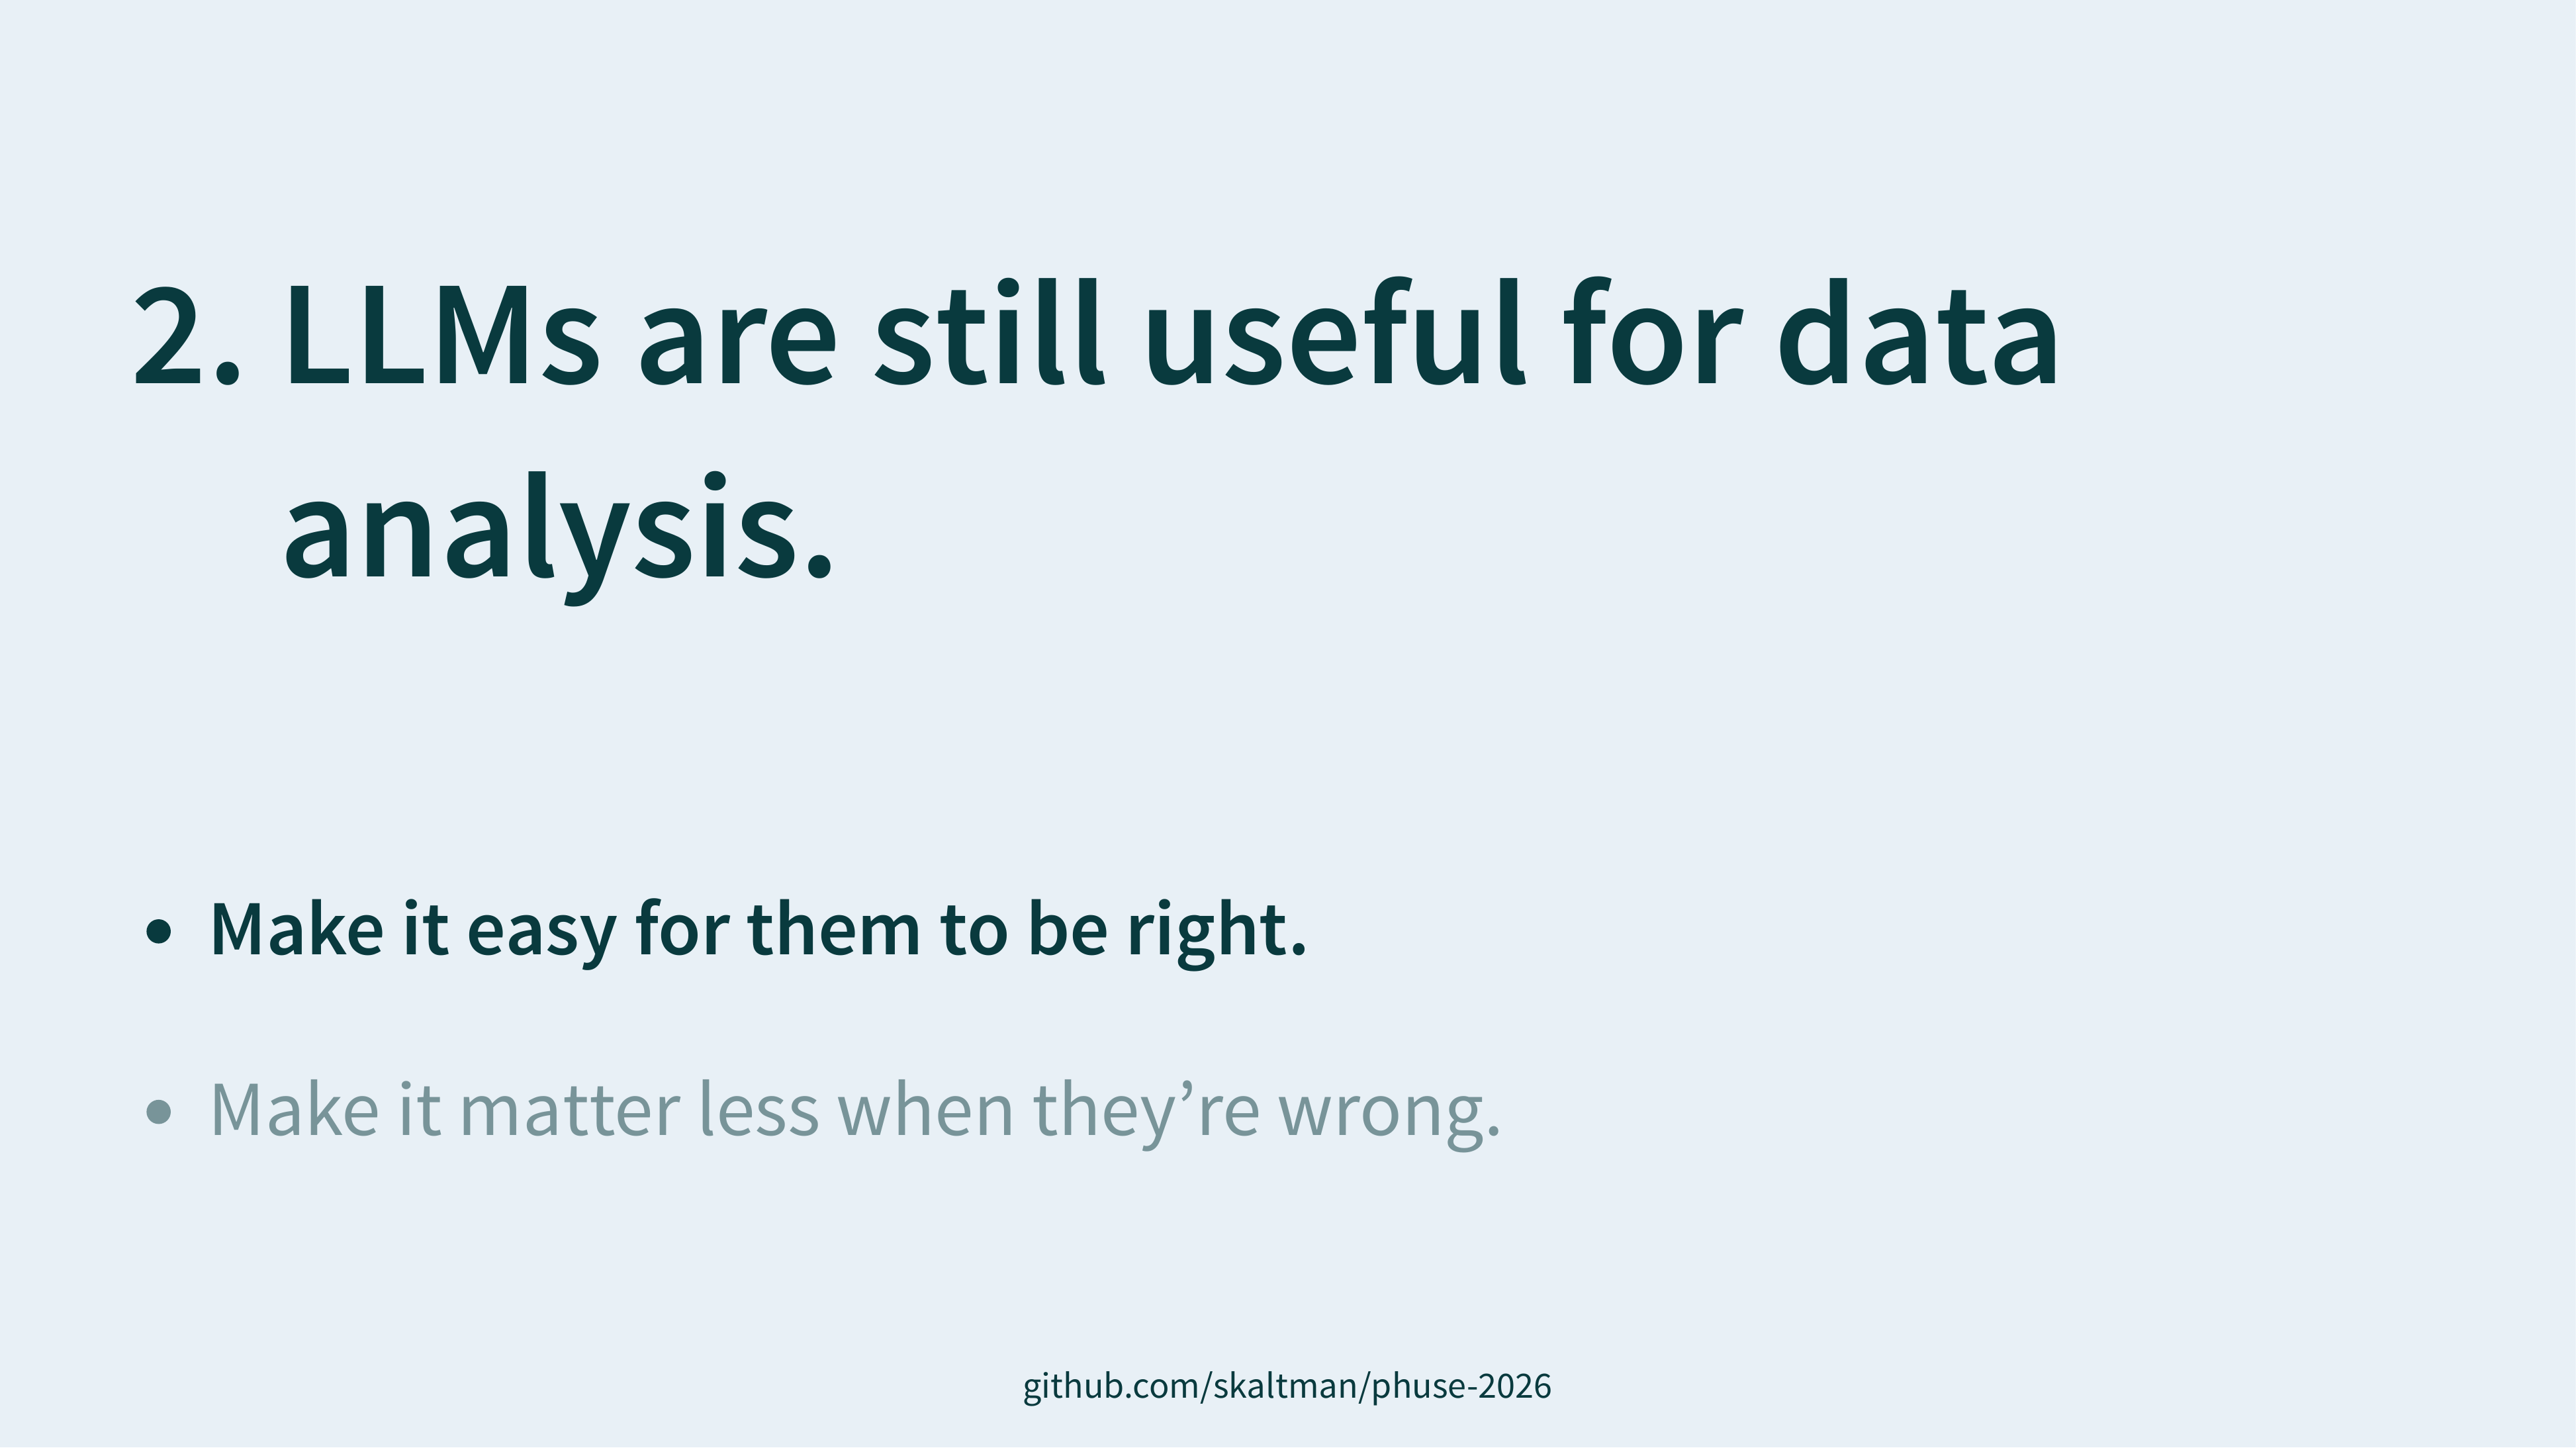 2. LLMs are still useful for data
analysis.
• Make it easy for them to be right.
• Make it matter less when they’re wrong.
github.com/skaltman/phuse-2026